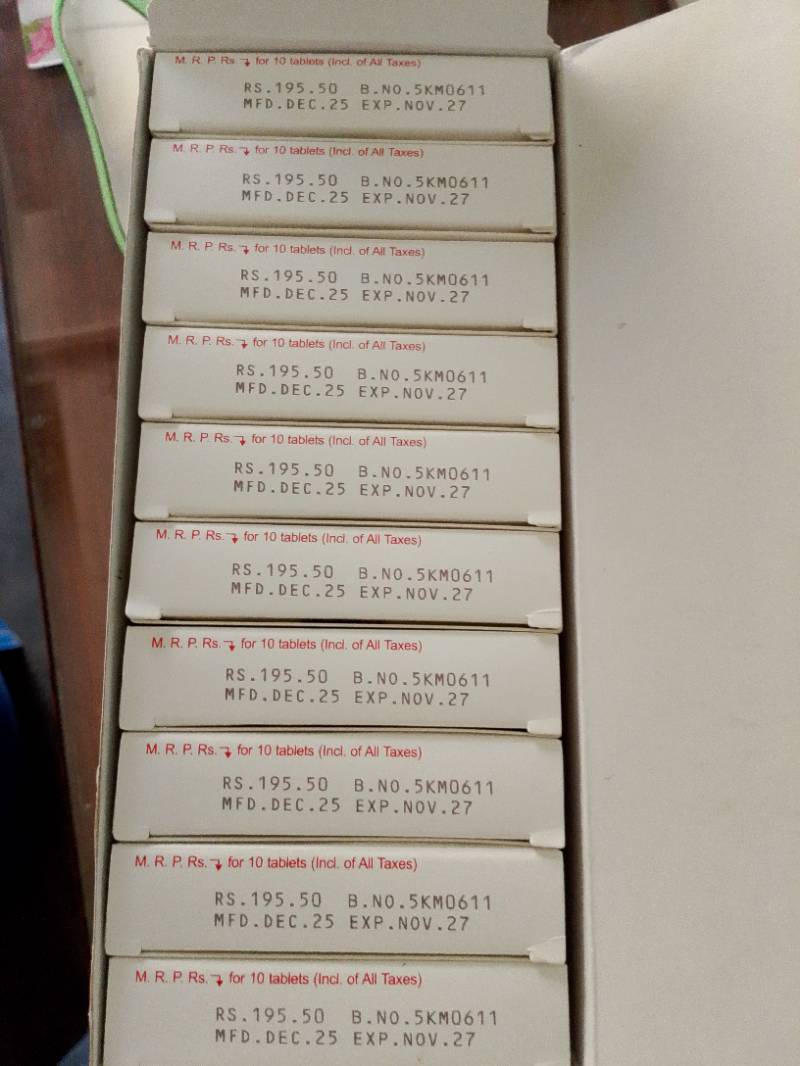 M. R. P. Rs. for 10 tablets (Incl. of All Taxes)
RS.195.50 B.NO.5KM0611
MFD.DEC.25 EXP.NOV.27
M. R. P. Rs. for 10 tablets (Incl. of All Taxes)
RS.195.50 B.NO.5KM0611
MFD.DEC.25 EXP.NOV.27
M. R. P. Rs. for 10 tablets (Incl. of All Taxes)
RS.195.50 B.NO.5KM0611
MFD.DEC.25 EXP.NOV.27
M. R. P. Rs. for 10 tablets (Incl. of All Taxes)
RS.195.50 B.NO.5KM0611
MFD.DEC.25 EXP.NOV.27
M. R. P. Rs. for 10 tablets (Incl. of All Taxes)
RS.195.50 B.NO.5KM0611
MFD.DEC.25 EXP.NOV.27
M. R. P. Rs. for 10 tablets (Incl. of All Taxes)
RS.195.50 B.NO.5KM0611
MFD.DEC.25 EXP.NOV.27
M. R. P. Rs. for 10 tablets (Incl. of All Taxes)
RS.195.50 B.NO.5KM0611
MFD.DEC.25 EXP.NOV.27
M. R. P. Rs. for 10 tablets (Incl. of All Taxes)
RS.195.50 B.NO.5KM0611
MFD.DEC.25 EXP.NOV.27
M. R. P. Rs. for 10 tablets (Incl. of All Taxes)
RS.195.50 B.NO.5KM0611
MFD.DEC.25 EXP.NOV.27
M. R. P. Rs. for 10 tablets (Incl. of All Taxes)
RS.195.50 B.NO.5KM0611
MFD.DEC.25 EXP.NOV.27